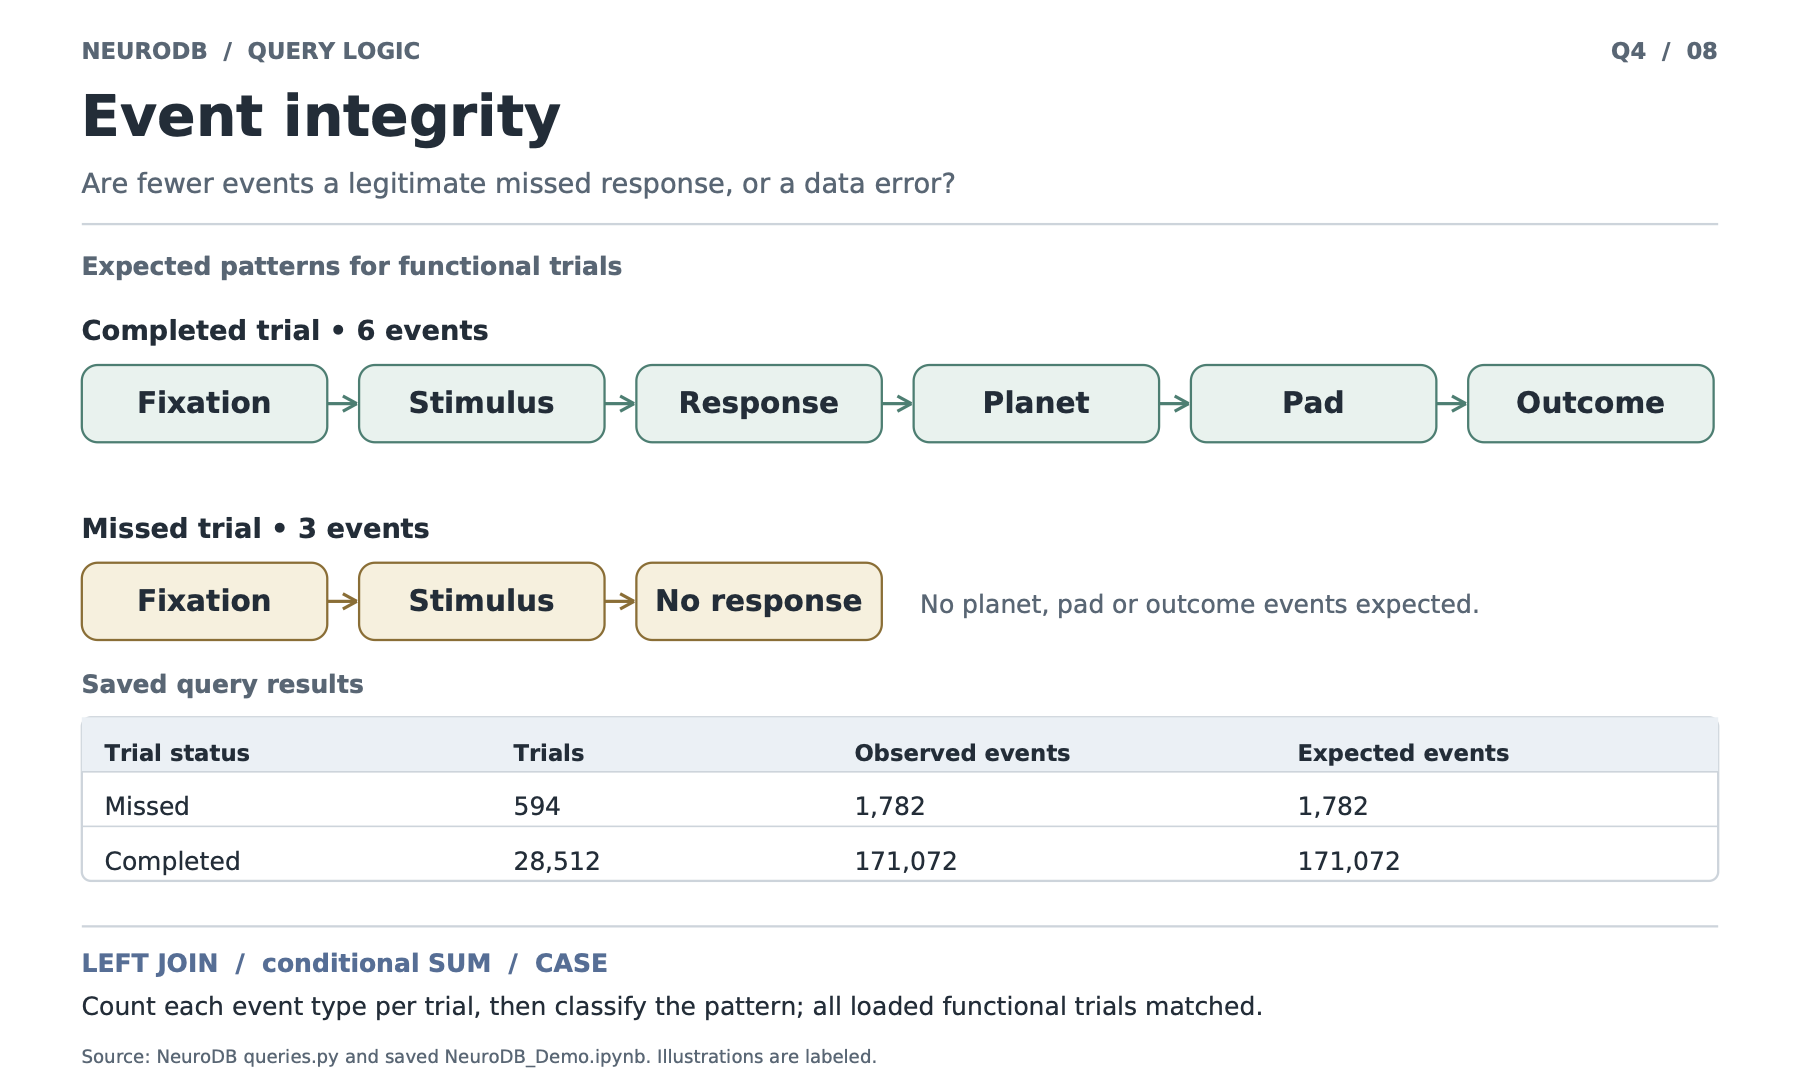 NEURODB / QUERY LOGIC
Q4 / 08
Event integrity
Are fewer events a legitimate missed response, or a data error?
Expected patterns for functional trials
Completed trial • 6 events
Fixation Stimulus Response Planet Pad Outcome
Missed trial • 3 events
Fixation Stimulus No response No planet, pad or outcome events expected.
Saved query results
Trial status Trials Observed events Expected events
Missed 594 1,782 1,782
Completed 28,512 171,072 171,072
LEFT JOIN / conditional SUM / CASE
Count each event type per trial, then classify the pattern; all loaded functional trials matched.
Source: NeuroDB queries.py and saved NeuroDB_Demo.ipynb. Illustrations are labeled.